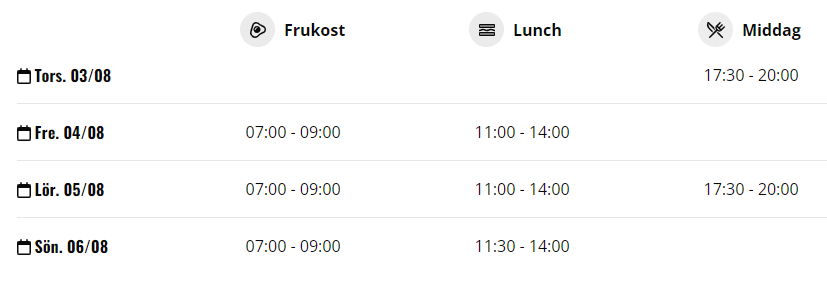 Frukost Lunch Middag
Tors. 03/08 17:30 - 20:00
Fre. 04/08 07:00 - 09:00 11:00 - 14:00
Lör. 05/08 07:00 - 09:00 11:00 - 14:00 17:30 - 20:00
Sön. 06/08 07:00 - 09:00 11:30 - 14:00